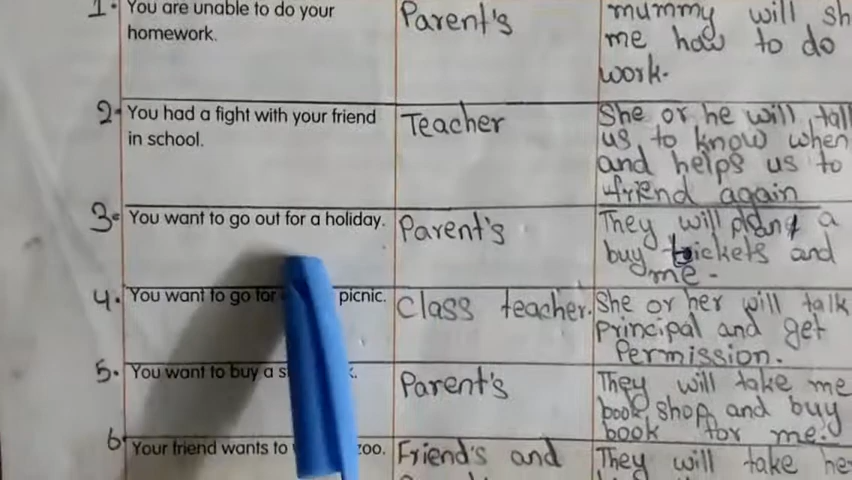 1. You are unable to do your
homework.
Parent's
mummy will
me how to do
work.
2. You had a fight with your friend
in school.
Teacher
She or he will
us to know when
and helps us to
friend again
3. You want to go out for a holiday.
Parent's
They will a
buy tickets and
me.
4. You want to go for picnic.
Class teacher.
She or her will talk
principal and get
Permission.
5. You want to buy a
Parent's
They will take me
book shop and buy
book for me.
6 Your friend wants to zoo.
Friend's and
They will take